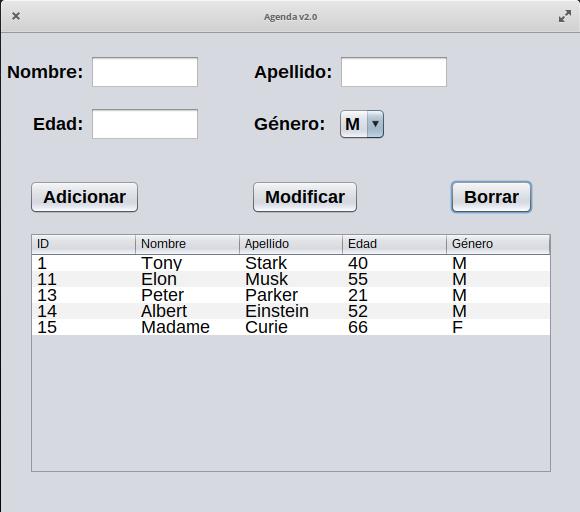 Agenda v2.0
Nombre: Apellido:
Edad: Género: M
Adicionar Modificar Borrar
ID Nombre Apellido Edad Género
1 Tony Stark 40 M
11 Elon Musk 55 M
13 Peter Parker 21 M
14 Albert Einstein 52 M
15 Madame Curie 66 F